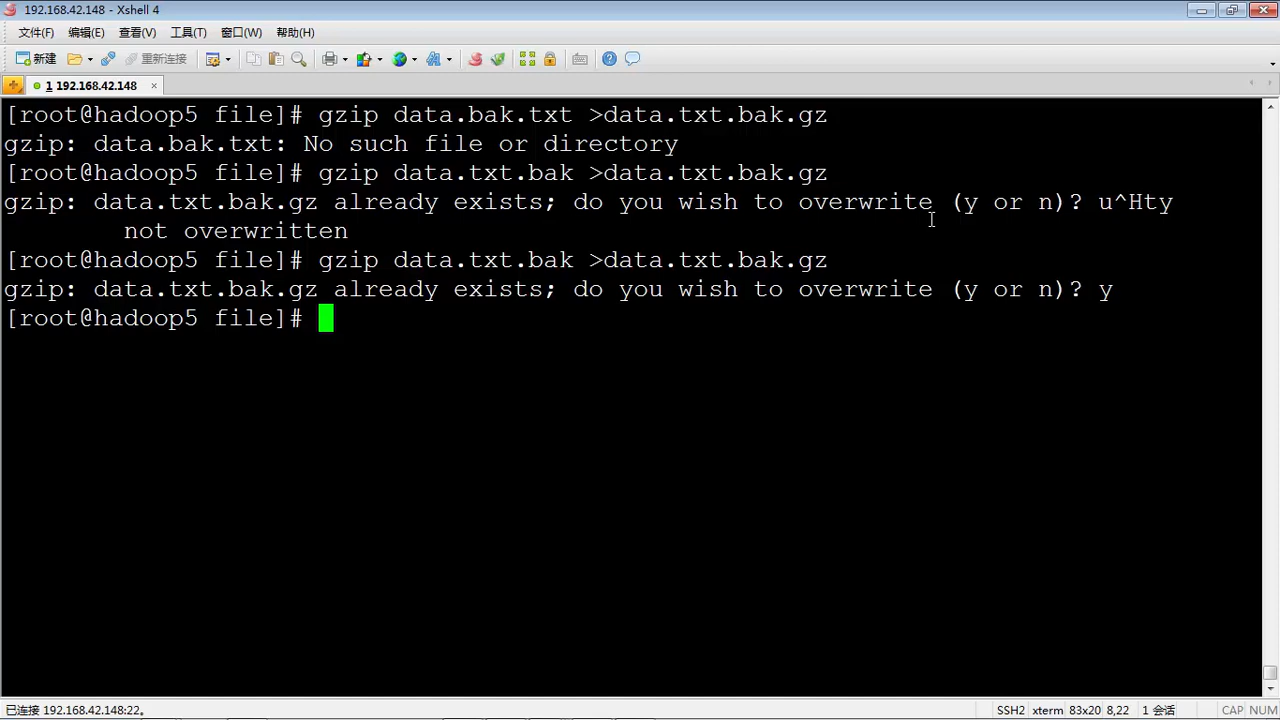 192.168.42.148 - Xshell 4
文件(F) 编辑(E) 查看(V) 工具(T) 窗口(W) 帮助(H)
新建 重新连接
1 192.168.42.148
[root@hadoop5 file]# gzip data.bak.txt >data.txt.bak.gz
gzip: data.bak.txt: No such file or directory
[root@hadoop5 file]# gzip data.txt.bak >data.txt.bak.gz
gzip: data.txt.bak.gz already exists; do you wish to overwrite (y or n)? u^Hty
not overwritten
[root@hadoop5 file]# gzip data.txt.bak >data.txt.bak.gz
gzip: data.txt.bak.gz already exists; do you wish to overwrite (y or n)? y
[root@hadoop5 file]#
已连接 192.168.42.148:22。 SSH2 xterm 83x20 8,22 1 会话 CAP NUM